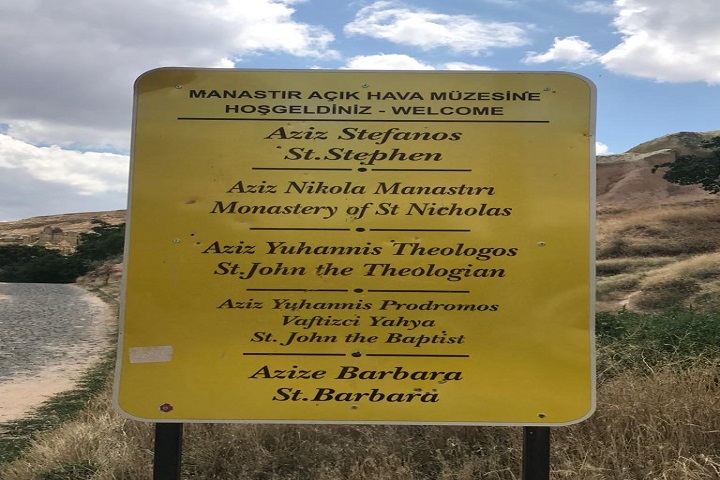 MANASTIR AÇIK HAVA MÜZESİNE
HOŞGELDİNİZ - WELCOME
Aziz Stefanos
St.Stephen
Aziz Nikola Manastırı
Monastery of St Nicholas
Aziz Yuhannis Theologos
St.John the Theologian
Aziz Yuhannis Prodromos
Vaftizci Yahya
St. John the Baptist
Azize Barbara
St.Barbara